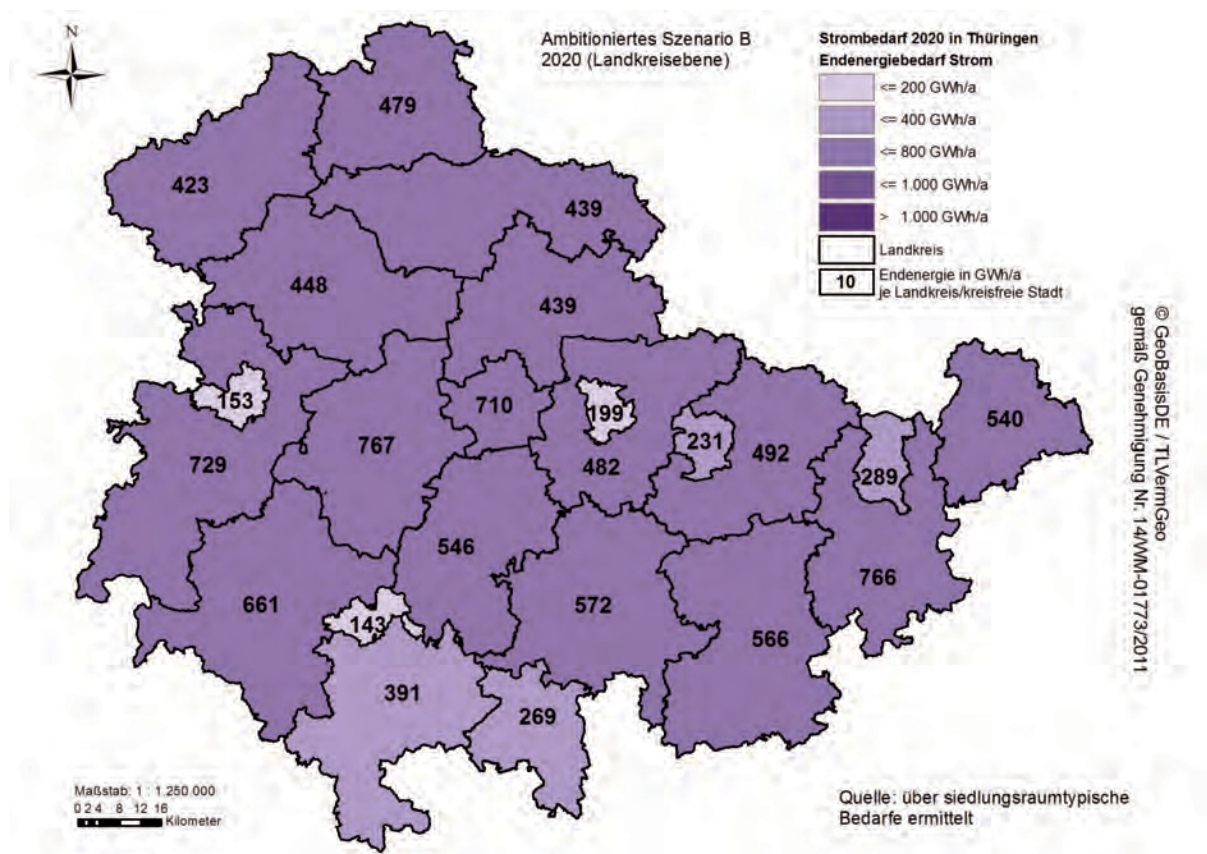 N
Ambitioniertes Szenario B
2020 (Landkreisebene)
Strombedarf 2020 in Thüringen
Endenergiebedarf Strom
<= 200 GWh/a
<= 400 GWh/a
<= 800 GWh/a
<= 1.000 GWh/a
> 1.000 GWh/a
Landkreis
10 Endenergie in GWh/a
je Landkreis/kreisfreie Stadt
479
423
439
448
439
153
710
199
540
729
767
231
492
482
289
546
661
572
766
143
566
391
269
© GeoBasisDE / TLVermGeo
gemäß Genehmigung Nr. 14/WM-01773/2011
Maßstab: 1 : 1.250.000
0 2 4 8 12 16
Kilometer
Quelle: über siedlungsraumtypische
Bedarfe ermittelt